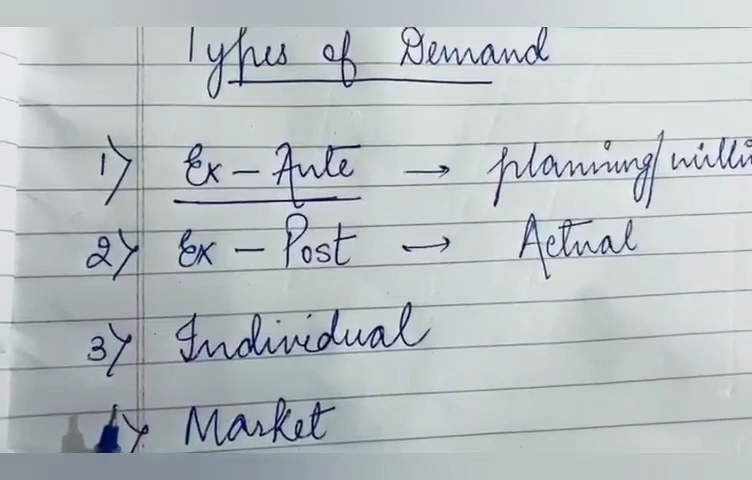 Types of Demand
1) Ex - Ante → planning/
2) Ex - Post → Actual
3) Individual
Market